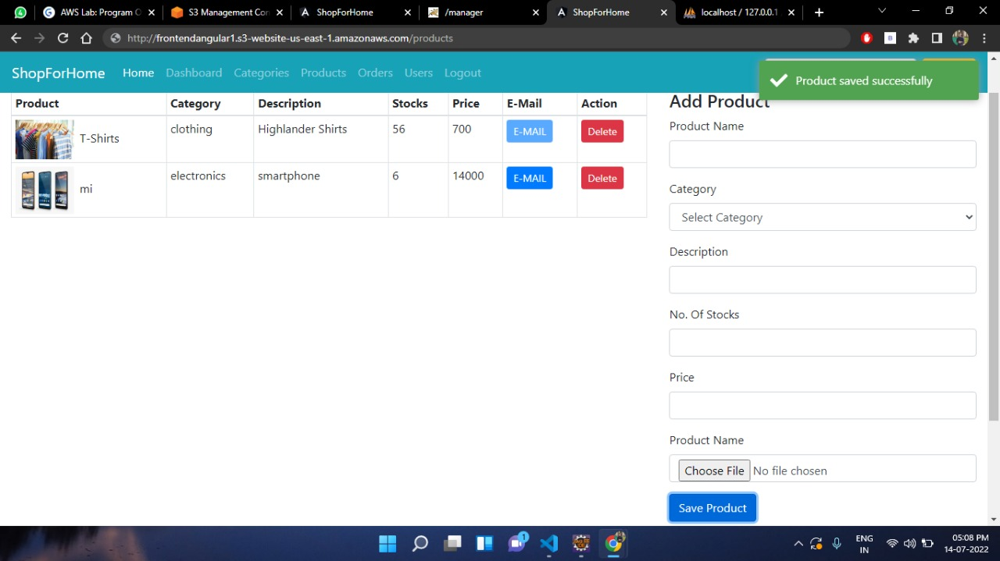 4
AWS Lab: Program O
S3 Management Con
ShopForHome
/manager
ShopForHome
localhost / 127.0.0.1
http://frontendangular1.s3-website-us-east-1.amazonaws.com/products
ShopForHome Home Dashboard Categories Products Orders Users Logout
Product saved successfully
Product Category Description Stocks Price E-Mail Action
T-Shirts clothing Highlander Shirts 56 700 E-MAIL Delete
mi electronics smartphone 6 14000 E-MAIL Delete
Add Product
Product Name
Category
Select Category
Description
No. Of Stocks
Price
Product Name
Choose File No file chosen
Save Product
1
ENG
IN
05:08 PM
14-07-2022